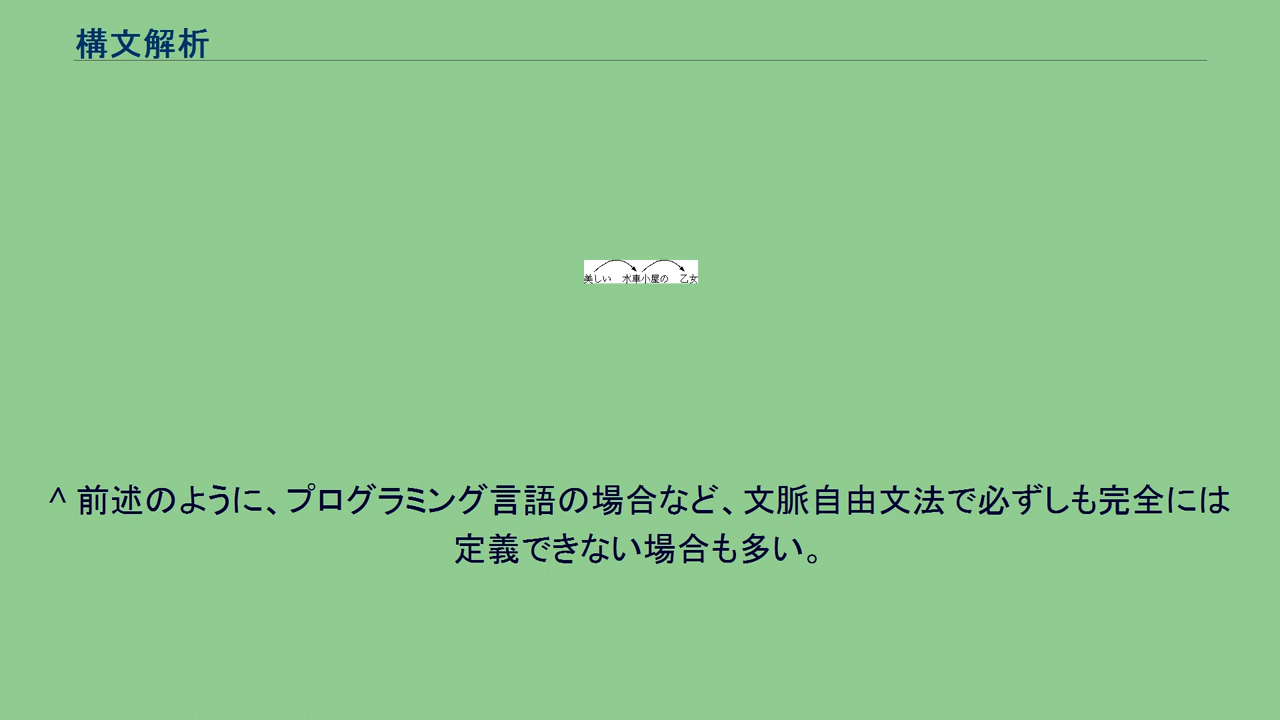 構文解析
美しい 水車小屋の 乙女
^ 前述のように、プログラミング言語の場合など、文脈自由文法で必ずしも完全には
定義できない場合も多い。